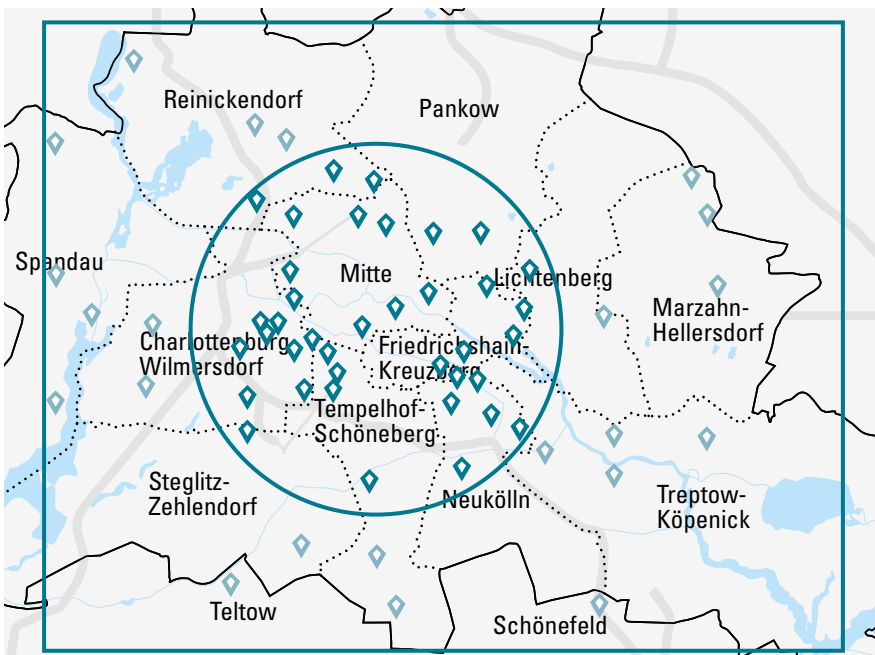 Reinickendorf
Pankow
Spandau
Mitte
Lichtenberg
Marzahn-
Hellersdorf
Charlottenburg
Wilmersdorf
Friedrichshain-
Kreuzberg
Tempelhof-
Schöneberg
Steglitz-
Zehlendorf
Neukölln
Treptow-
Köpenick
Teltow
Schönefeld